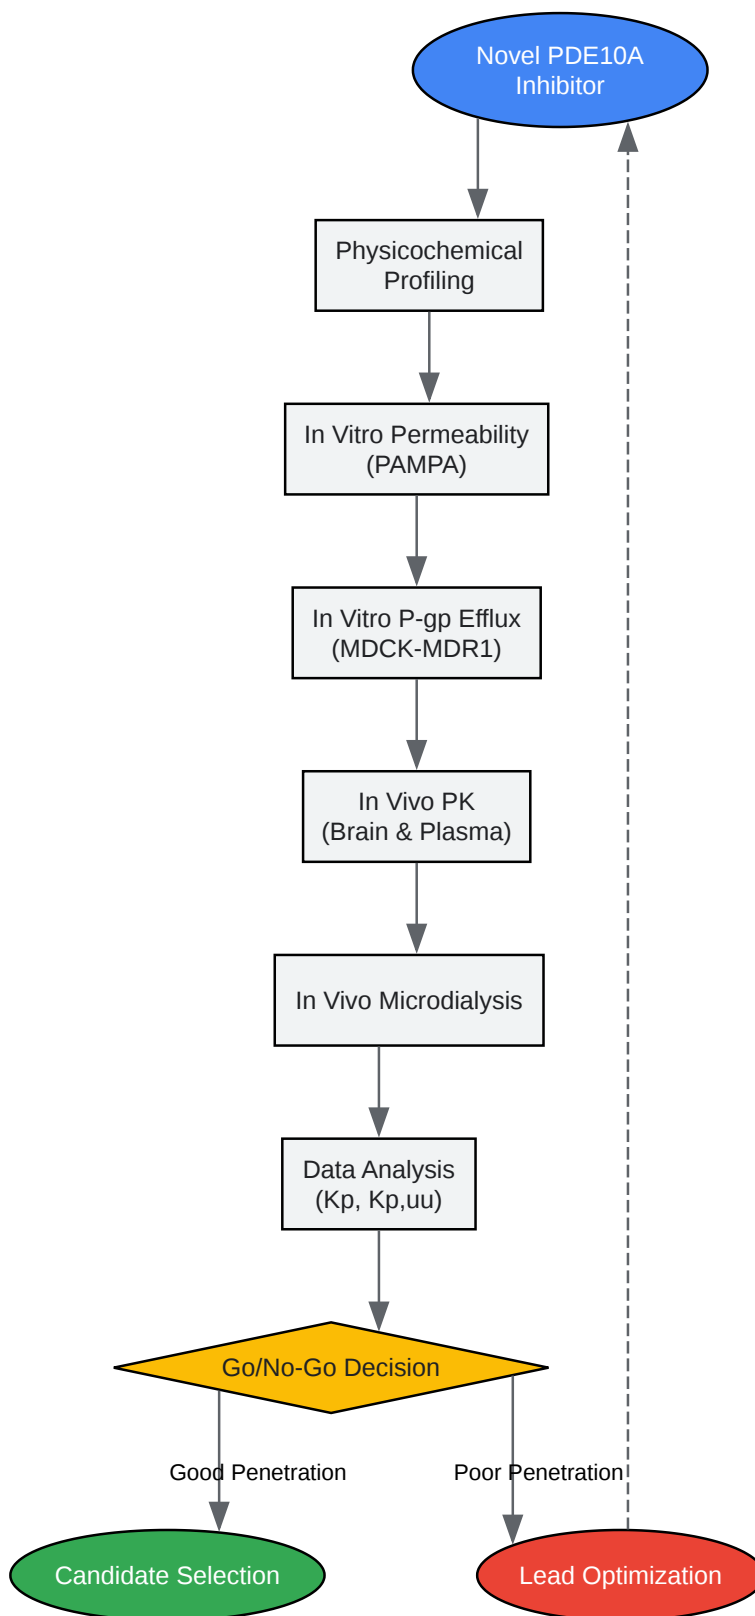 Novel PDE10A
Inhibitor
Physicochemical
Profiling
In Vitro Permeability
(PAMPA)
In Vitro P-gp Efflux
(MDCK-MDR1)
In Vivo PK
(Brain & Plasma)
In Vivo Microdialysis
Data Analysis
(Kp, Kp,uu)
Go/No-Go Decision
Good Penetration
Poor Penetration
Candidate Selection
Lead Optimization